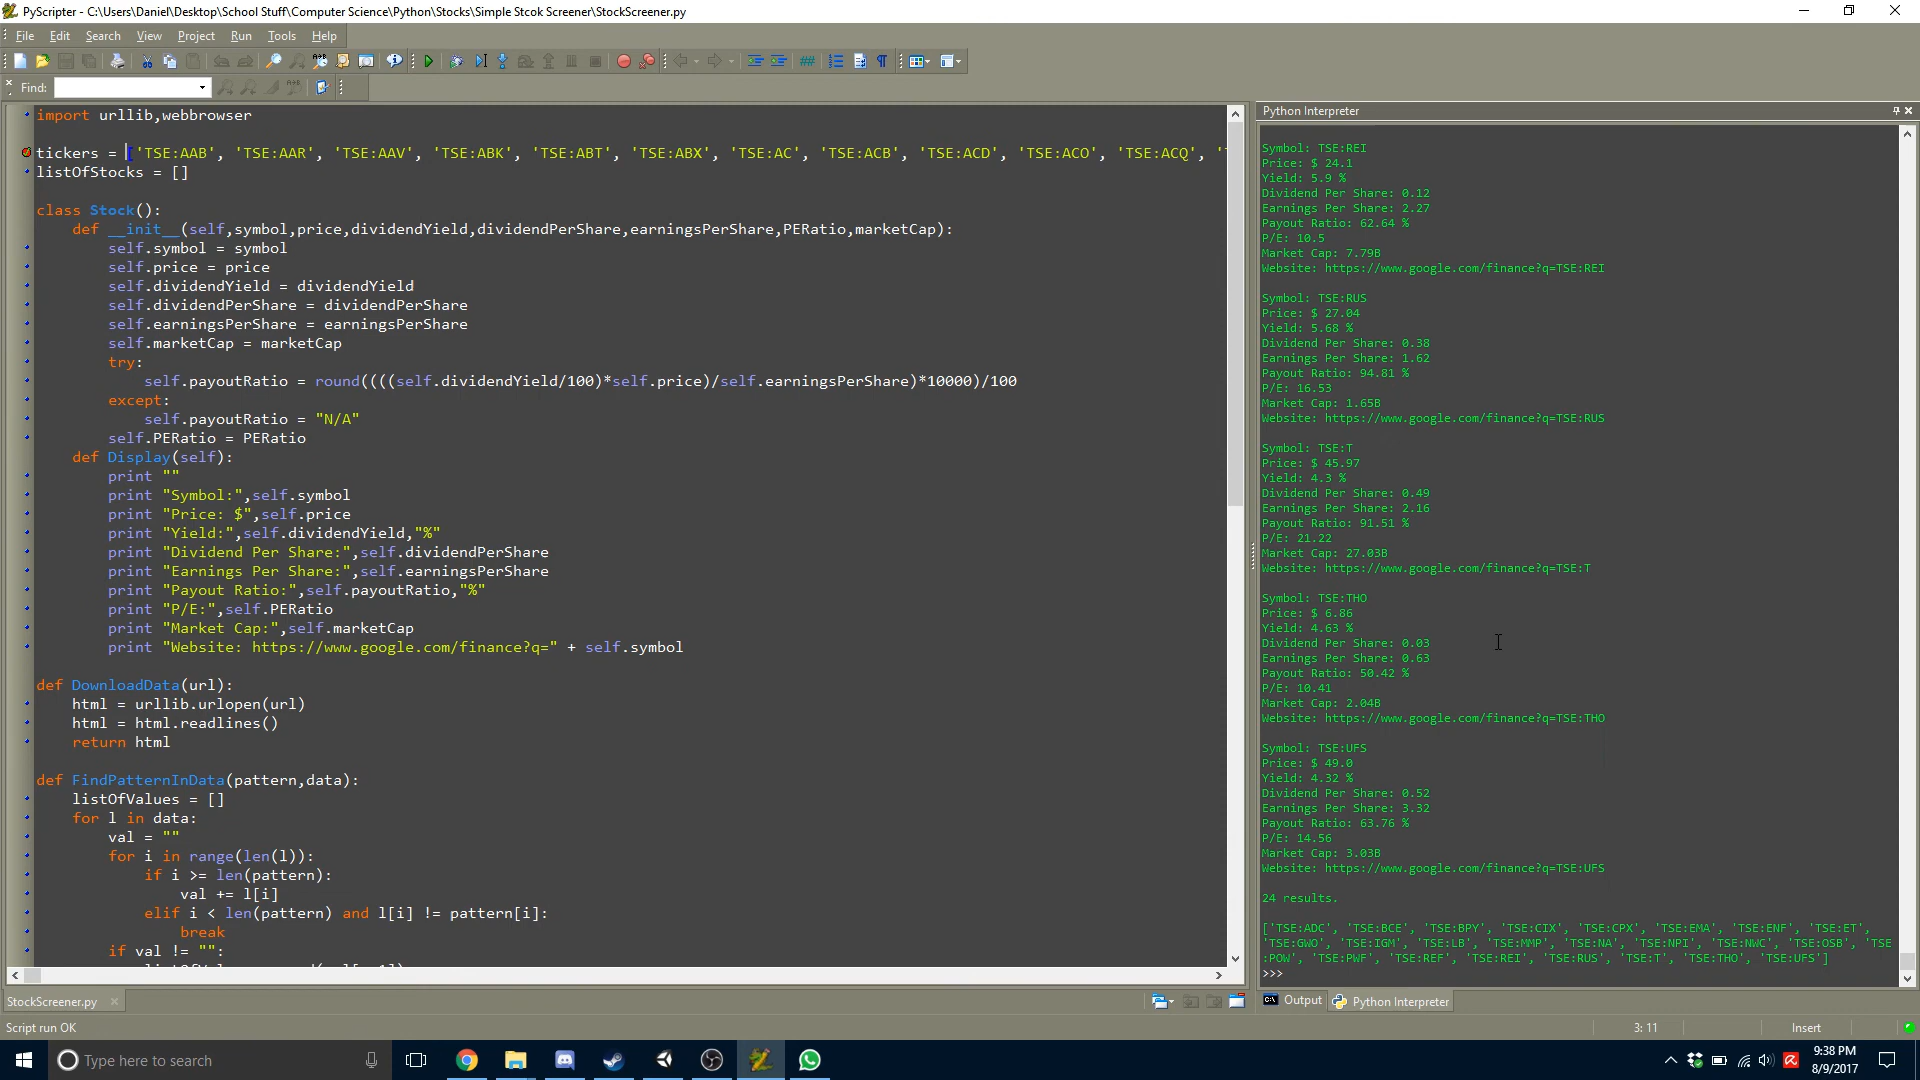 PyScripter - C:\Users\Daniel\Desktop\School Stuff\Computer Science\Python\Stocks\Simple Stcok Screener\StockScreener.py
File Edit Search View Project Run Tools Help
Find:
import urllib,webbrowser
tickers = ['TSE:AAB', 'TSE:AAR', 'TSE:AAV', 'TSE:ABK', 'TSE:ABT', 'TSE:ABX', 'TSE:AC', 'TSE:ACB', 'TSE:ACD', 'TSE:ACO', 'TSE:ACQ', '
listOfStocks = []
class Stock():
def __init__(self,symbol,price,dividendYield,dividendPerShare,earningsPerShare,PERatio,marketCap):
self.symbol = symbol
self.price = price
self.dividendYield = dividendYield
self.dividendPerShare = dividendPerShare
self.earningsPerShare = earningsPerShare
self.marketCap = marketCap
try:
self.payoutRatio = round((((self.dividendYield/100)*self.price)/self.earningsPerShare)*10000)/100
except:
self.payoutRatio = "N/A"
self.PERatio = PERatio
def Display(self):
print ""
print "Symbol:",self.symbol
print "Price: $",self.price
print "Yield:",self.dividendYield,"%"
print "Dividend Per Share:",self.dividendPerShare
print "Earnings Per Share:",self.earningsPerShare
print "Payout Ratio:",self.payoutRatio,"%"
print "P/E:",self.PERatio
print "Market Cap:",self.marketCap
print "Website: https://www.google.com/finance?q=" + self.symbol
def DownloadData(url):
html = urllib.urlopen(url)
html = html.readlines()
return html
def FindPatternInData(pattern,data):
listOfValues = []
for l in data:
val = ""
for i in range(len(l)):
if i >= len(pattern):
val += l[i]
elif i < len(pattern) and l[i] != pattern[i]:
break
if val != "":
StockScreener.py
Script run OK
Python Interpreter
Symbol: TSE:REI
Price: $ 24.1
Yield: 5.9 %
Dividend Per Share: 0.12
Earnings Per Share: 2.27
Payout Ratio: 62.64 %
P/E: 10.5
Market Cap: 7.79B
Website: https://www.google.com/finance?q=TSE:REI
Symbol: TSE:RUS
Price: $ 27.04
Yield: 5.68 %
Dividend Per Share: 0.38
Earnings Per Share: 1.62
Payout Ratio: 94.81 %
P/E: 16.53
Market Cap: 1.65B
Website: https://www.google.com/finance?q=TSE:RUS
Symbol: TSE:T
Price: $ 45.97
Yield: 4.3 %
Dividend Per Share: 0.49
Earnings Per Share: 2.16
Payout Ratio: 91.51 %
P/E: 21.22
Market Cap: 27.03B
Website: https://www.google.com/finance?q=TSE:T
Symbol: TSE:THO
Price: $ 6.86
Yield: 4.63 %
Dividend Per Share: 0.03
Earnings Per Share: 0.63
Payout Ratio: 50.42 %
P/E: 10.41
Market Cap: 2.04B
Website: https://www.google.com/finance?q=TSE:THO
Symbol: TSE:UFS
Price: $ 49.0
Yield: 4.32 %
Dividend Per Share: 0.52
Earnings Per Share: 3.32
Payout Ratio: 63.76 %
P/E: 14.56
Market Cap: 3.03B
Website: https://www.google.com/finance?q=TSE:UFS
24 results.
['TSE:ADC', 'TSE:BCE', 'TSE:BPY', 'TSE:CIX', 'TSE:CPX', 'TSE:EMA', 'TSE:ENF', 'TSE:ET',
'TSE:GWO', 'TSE:IGM', 'TSE:LB', 'TSE:MMP', 'TSE:NA', 'TSE:NPI', 'TSE:NWC', 'TSE:OSB', 'TSE
:POW', 'TSE:PWF', 'TSE:REF', 'TSE:REI', 'TSE:RUS', 'TSE:T', 'TSE:THO', 'TSE:UFS']
>>>
Output Python Interpreter
3: 11 Insert
Type here to search
9:38 PM
8/9/2017